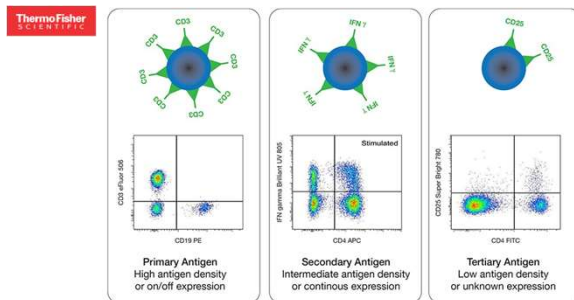 ThermoFisher
SCIENTIFIC
CD3
CD3
CD3
CD3
CD3
CD3
CD3
CD3
CD3 eFluor 506
CD19 PE
Primary Antigen
High antigen density
or on/off expression
IFN γ
IFN γ
IFN γ
IFN γ
IFN γ
Stimulated
IFN gamma Brilliant UV 805
CD4 APC
Secondary Antigen
Intermediate antigen density
or continous expression
CD25
CD25
CD25 Super Bright 780
CD4 FITC
Tertiary Antigen
Low antigen density
or unknown expression